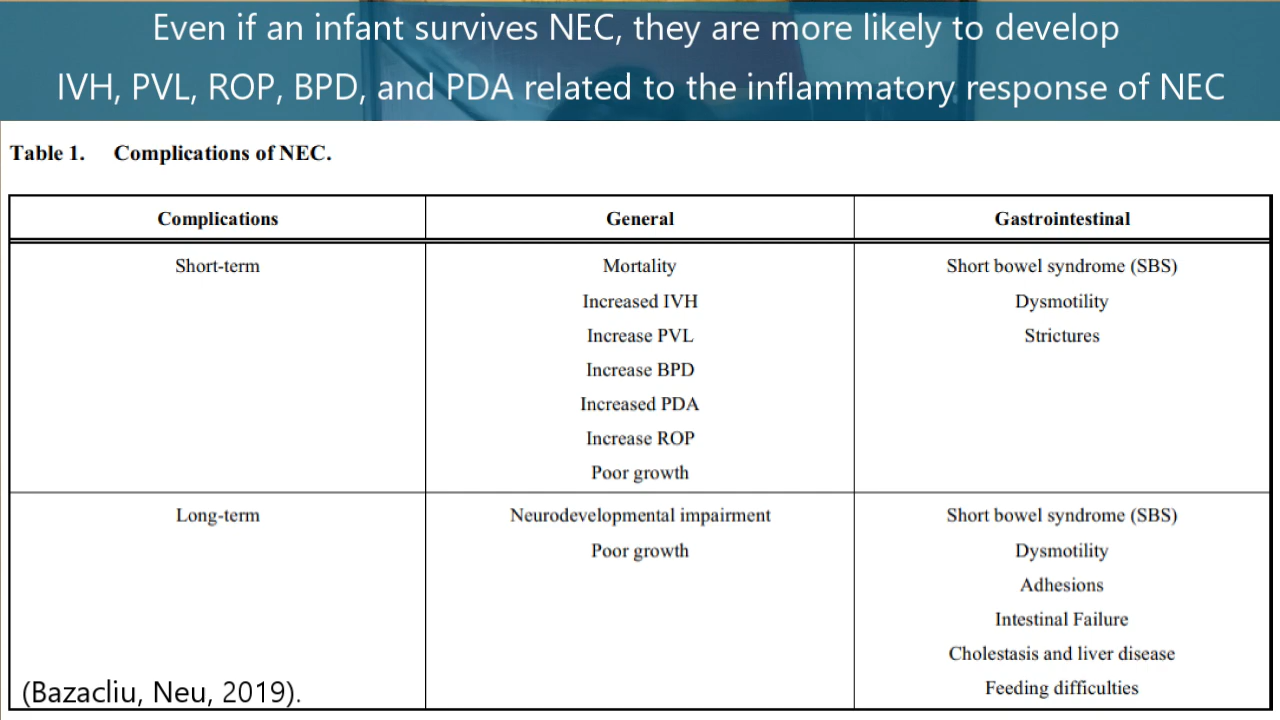 Even if an infant survives NEC, they are more likely to develop
IVH, PVL, ROP, BPD, and PDA related to the inflammatory response of NEC
Table 1. Complications of NEC.
Complications General Gastrointestinal
Short-term Mortality Short bowel syndrome (SBS)
Increased IVH Dysmotility
Increase PVL Strictures
Increase BPD
Increased PDA
Increase ROP
Poor growth
Long-term Neurodevelopmental impairment Short bowel syndrome (SBS)
Poor growth Dysmotility
Adhesions
Intestinal Failure
Cholestasis and liver disease
(Bazacliu, Neu, 2019). Feeding difficulties